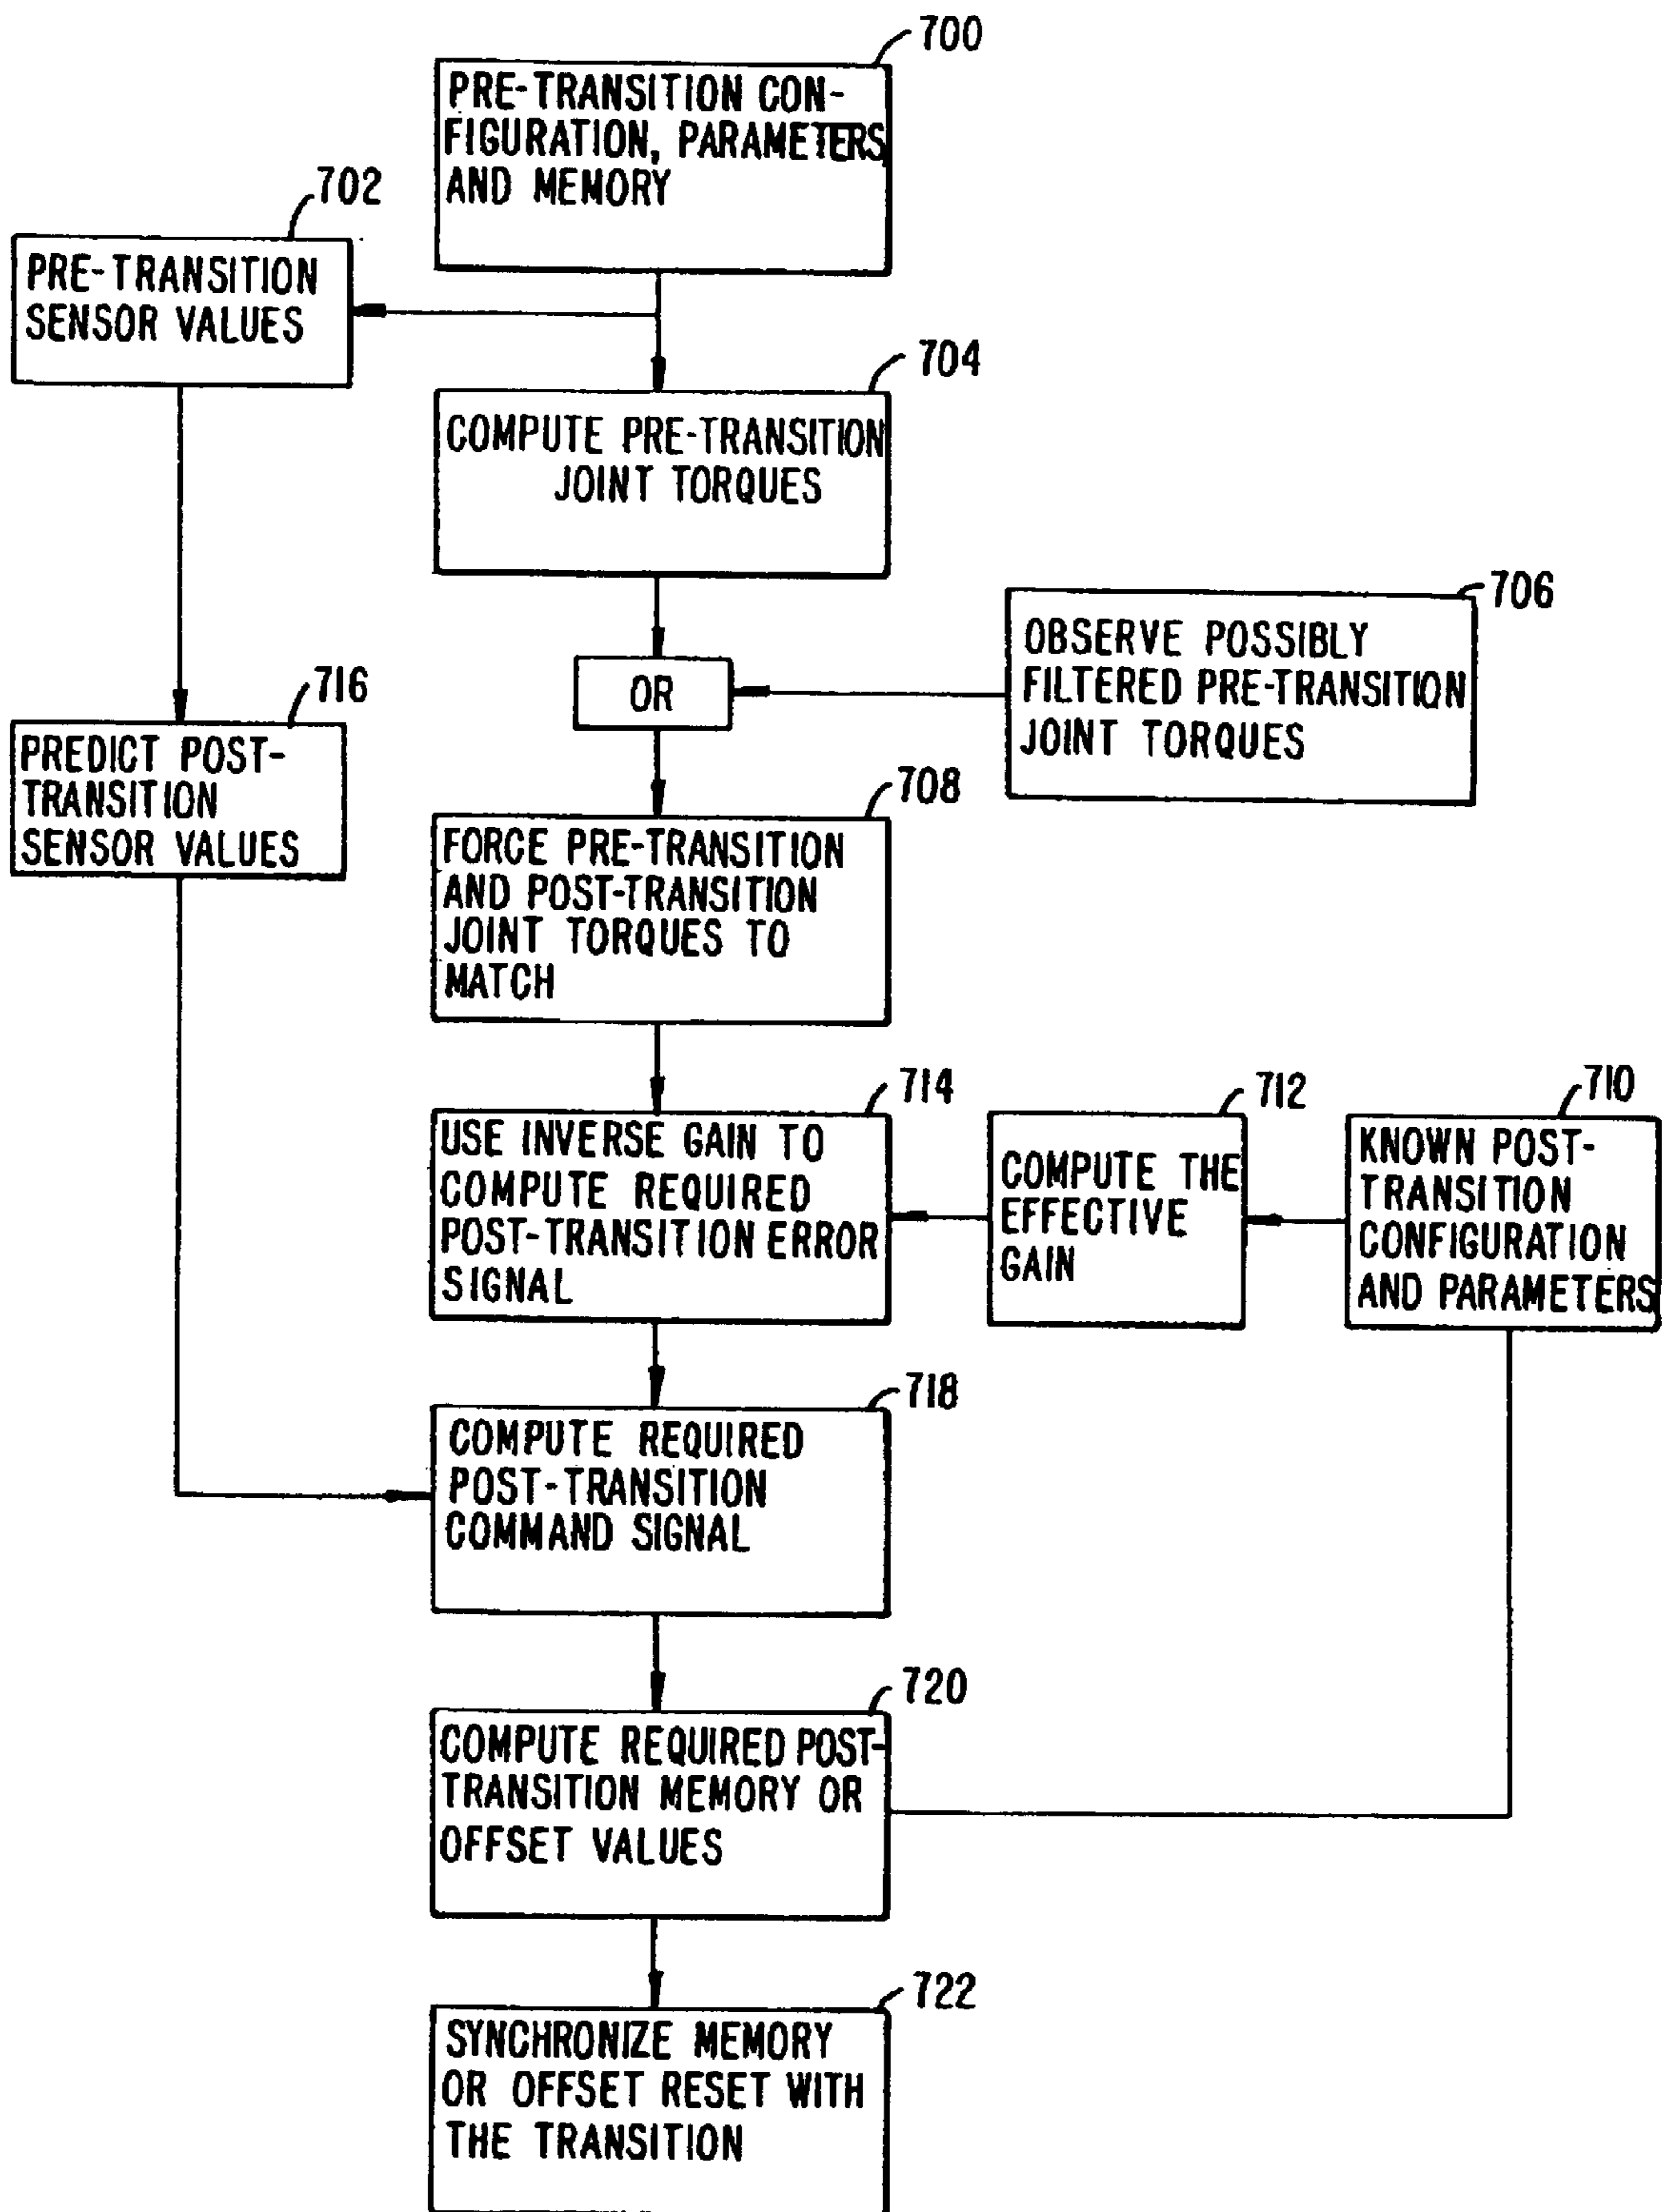 700
PRE-TRANSITION CON-
FIGURATION, PARAMETERS
AND MEMORY
702
PRE-TRANSITION
SENSOR VALUES
704
COMPUTE PRE-TRANSITION
JOINT TORQUES
706
OBSERVE POSSIBLY
FILTERED PRE-TRANSITION
JOINT TORQUES
OR
716
PREDICT POST-
TRANSITION
SENSOR VALUES
708
FORCE PRE-TRANSITION
AND POST-TRANSITION
JOINT TORQUES TO
MATCH
714
USE INVERSE GAIN TO
COMPUTE REQUIRED
POST-TRANSITION ERROR
SIGNAL
712
COMPUTE THE
EFFECTIVE
GAIN
710
KNOWN POST-
TRANSITION
CONFIGURATION
AND PARAMETERS
718
COMPUTE REQUIRED
POST-TRANSITION
COMMAND SIGNAL
720
COMPUTE REQUIRED POST-
TRANSITION MEMORY OR
OFFSET VALUES
722
SYNCHRONIZE MEMORY
OR OFFSET RESET WITH
THE TRANSITION